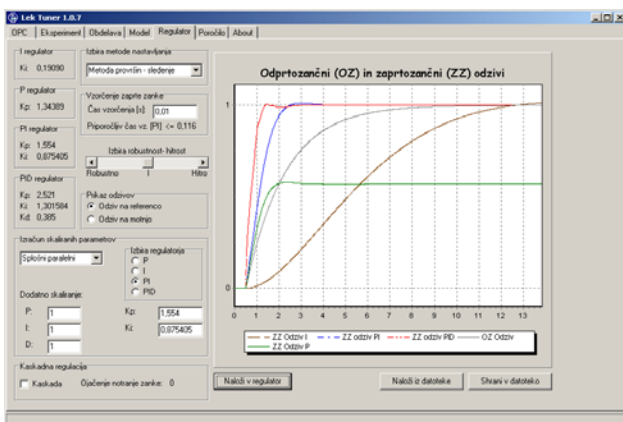 Lek Tuner 1.0.7
OPC Eksperiment Obdelava Model Regulator Poročilo About
I regulator
Ki: 0,19090
P regulator
Kp: 1,34389
PI regulator
Kp: 1,554
Ki: 0,875405
PID regulator
Kp: 2,521
Ki: 1,301584
Kd: 0,385
Izbira metode nastavljanja
Metoda površin - sledenje
Vzorčenje zaprte zanke
Čas vzorčenja [s]: 0,01
Priporočljiv čas vz. [PI] <= 0,116
Izbira robustnost- hitrost
Robustno I Hitro
Prikaz odzivov
Odziv na referenco
Odziv na motnjo
Izračun skaliranih parametrov
Splošni paralelni
Izbira regulatorja
P
I
PI
PID
Dodatno skaliranje:
P: 1
I: 1
D: 1
Kp: 1,554
Ki: 0,875405
Kaskadna regulacija
Kaskada Ojačenje notranje zanke: 0
Odprtozančni (OZ) in zaprtozančni (ZZ) odzivi
1
0
0 1 2 3 4 5 6 7 8 9 10 11 12 13
ZZ Odziv I ZZ odziv PI ZZ odziv PID OZ Odziv
ZZ Odziv P
Naloži v regulator Naloži iz datoteke Shrani v datoteko